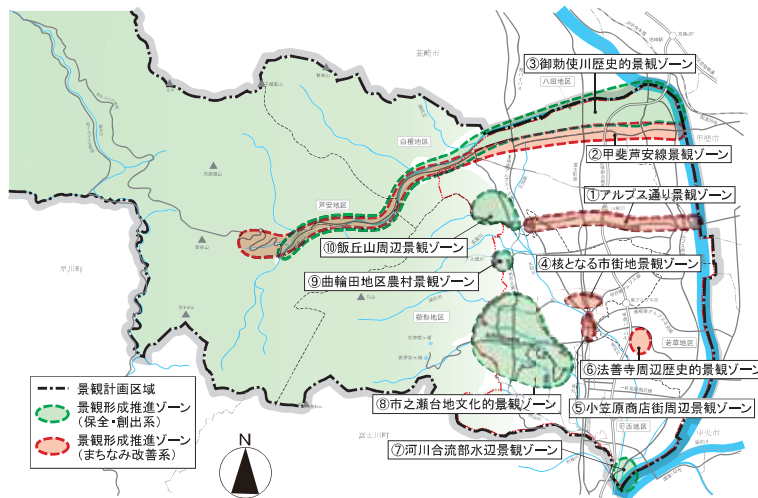 韮崎市
③御勅使川歴史的景観ゾーン
八田地区
甲斐市
白根地区
②甲斐芦安線景観ゾーン
①アルプス通り景観ゾーン
芦安地区
⑩飯丘山周辺景観ゾーン
④核となる市街地景観ゾーン
⑨曲輪田地区農村景観ゾーン
早川町
櫛形地区
若草地区
⑥法善寺周辺歴史的景観ゾーン
⑧市之瀬台地文化的景観ゾーン
⑤小笠原商店街周辺景観ゾーン
甲西地区
中央市
富士川町
⑦河川合流部水辺景観ゾーン
景観計画区域
景観形成推進ゾーン
(保全・創出系)
景観形成推進ゾーン
(まちなみ改善系)
N